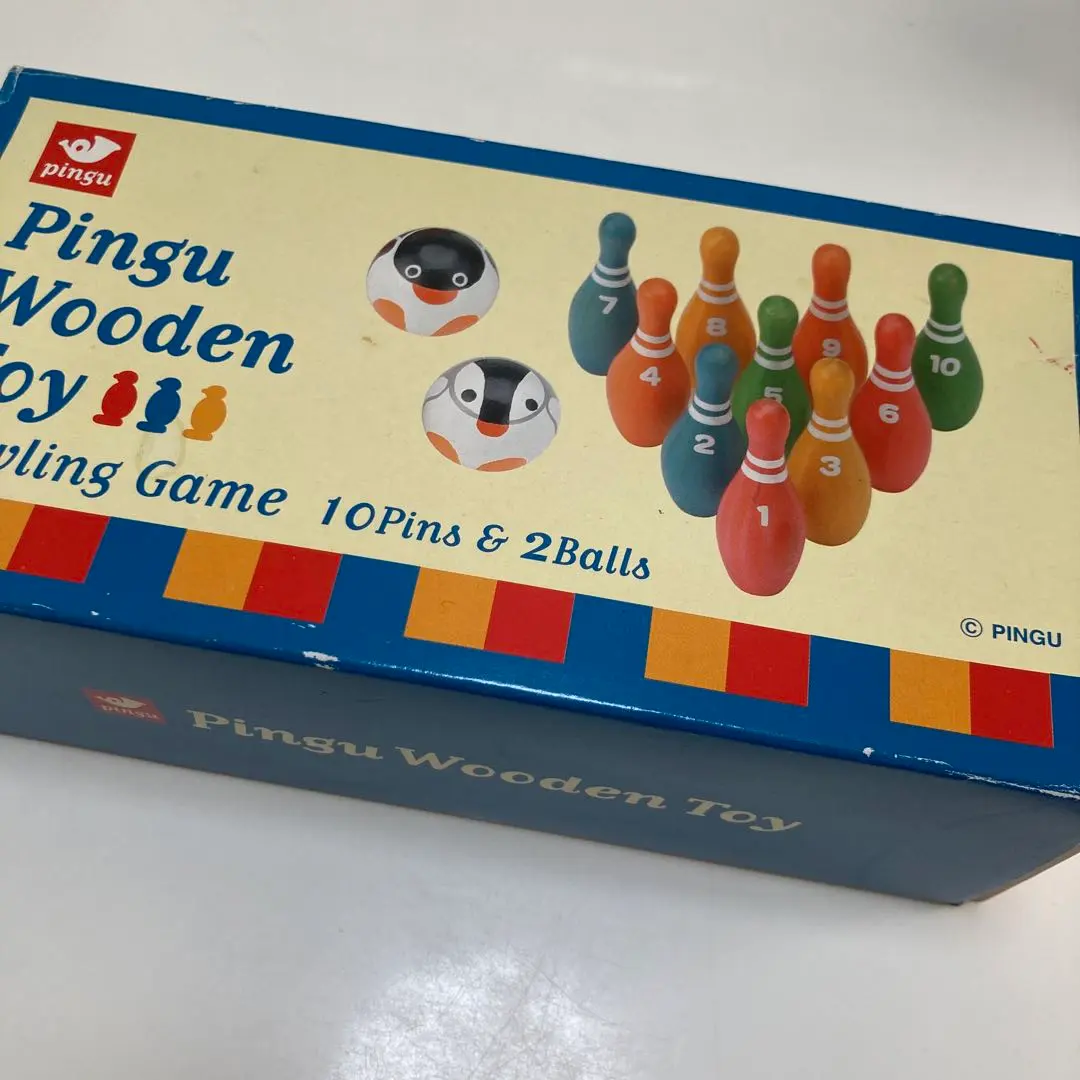 pingu
Pingu
Wooden
oy
wling Game 10Pins & 2Balls
7
8
9
10
4
5
6
2
3
1
© PINGU
pingu
Pingu Wooden Toy